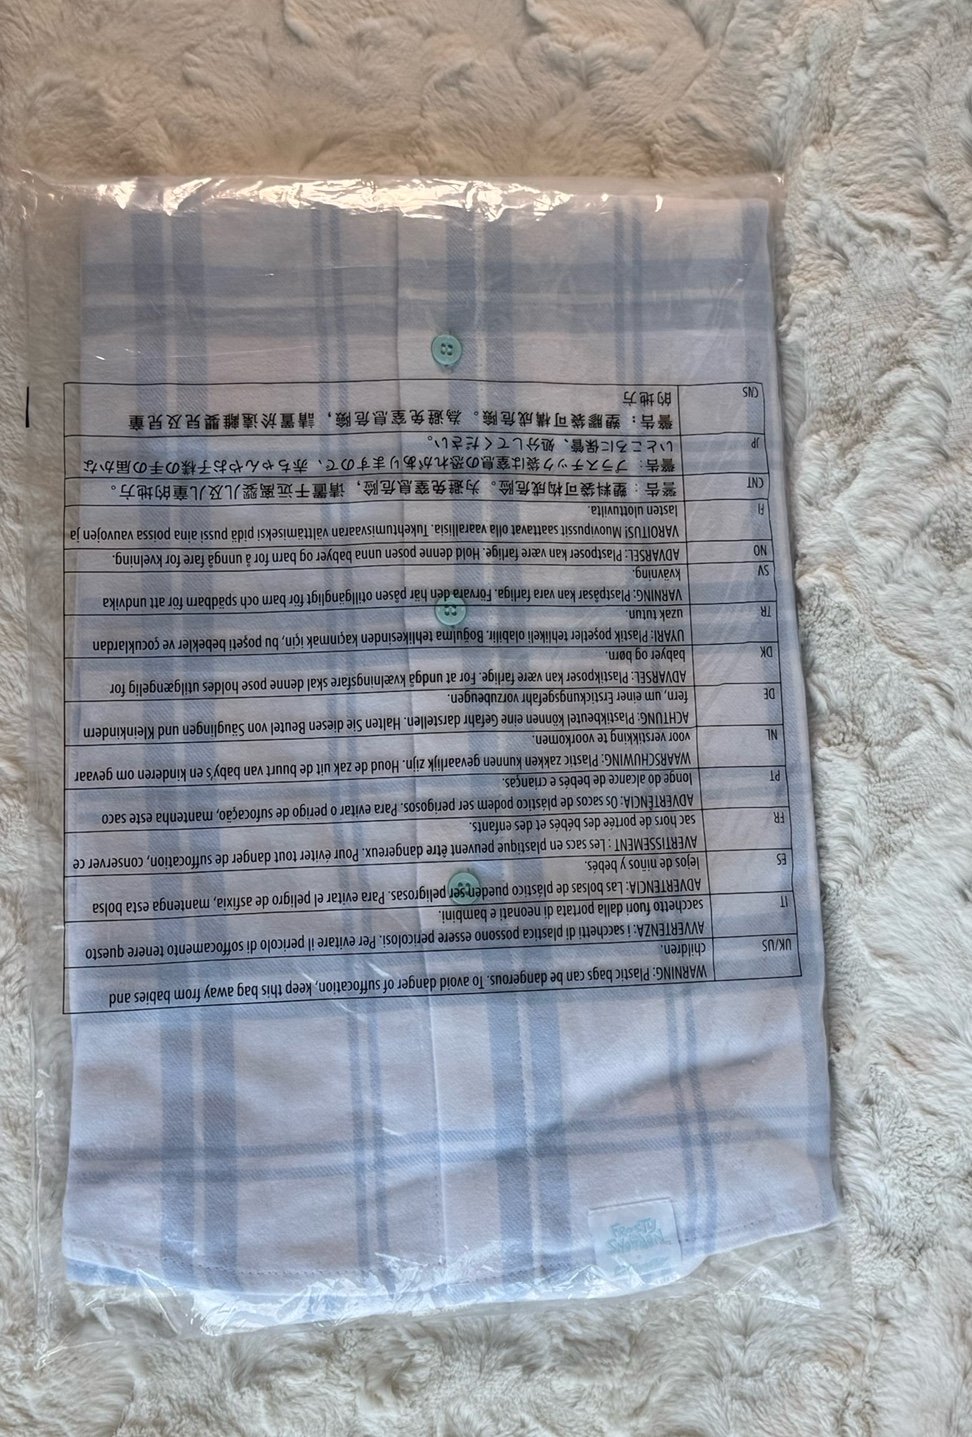 UK/US
WARNING: Plastic bags can be dangerous. To avoid danger of suffocation, keep this bag away from babies and
children.
IT
AVVERTENZA: i sacchetti di plastica possono essere pericolosi. Per evitare il pericolo di soffocamento tenere questo
sacchetto fuori dalla portata di neonati e bambini.
ES
ADVERTENCIA: Las bolsas de plástico pueden ser peligrosas. Para evitar el peligro de asfixia, mantenga esta bolsa
lejos de niños y bebés.
FR
AVERTISSEMENT : Les sacs en plastique peuvent être dangereux. Pour eviter tout danger de suffocation, conserver ce
sac hors de portée des bébés et des enfants.
PT
ADVERTÊNCIA: Os sacos de plástico podem ser perigosos. Para evitar o perigo de sufocação, mantenha este saco
longe do alcance de bebés e crianças.
NL
WAARSCHUWING: Plastic zakken kunnen gevaarlijk zijn. Houd de zak uit de buurt van baby's en kinderen om gevaar
voor verstikking te voorkomen.
DE
ACHTUNG: Plastikbeutel können eine Gefahr darstellen. Halten Sie diesen Beutel von Säuglingen und Kleinkindern
fern, um einer Erstickungsgefahr vorzubeugen.
DK
ADVARSEL: Plastikposer kan være farlige. For at undgå kvælningsfare skal denne pose holdes utilgængelig for
babyer og børn.
TR
UYARI: Plastik poşetler tehlikeli olabilir. Boğulma tehlikesinden kaçınmak için, bu poşeti bebekler ve çocuklardan
uzak tutun.
SV
VARNING: Plastpåsar kan vara farliga. Förvara den här påsen otillgängligt för barn och spädbarn för att undvika
kvävning.
NO
ADVARSEL: Plastposer kan være farlige. Hold denne posen unna babyer og barn for å unngå fare for kvelning.
FI
VAROITUS! Muovipussit saattavat olla vaarallisia. Tukehtumisvaaran välttämiseksi pidä pussi aina poissa vauvojen ja
lasten ulottuvilta.
CNT
警告：塑料袋可构成危险。为避免窒息危险，请置于远离婴儿及儿童的地方。
JP
警告：プラスチック袋は窒息の恐れがありますので、赤ちゃんやお子様の手の届かな
いところに保管、処分してください。
CNS
警告：塑膠袋可構成危險。為避免窒息危險，請置於遠離嬰兒及兒童
的地方
FROSTY